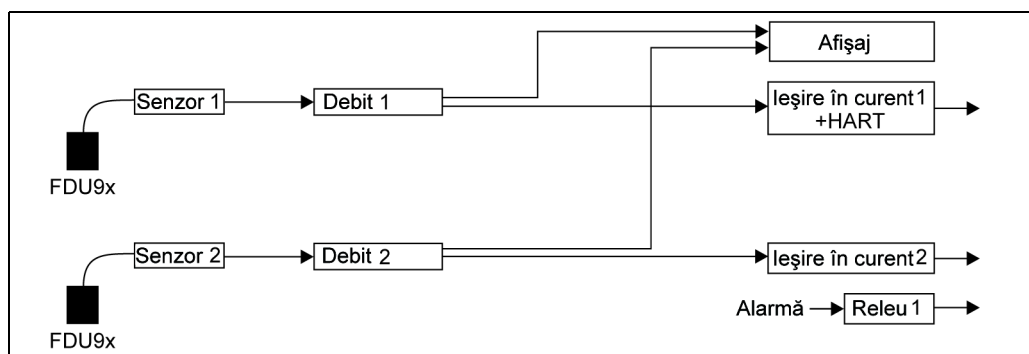 Afişaj
Senzor 1
Debit 1
Ieşire în curent 1
+HART
FDU9x
Senzor 2
Debit 2
Ieşire în curent 2
Alarmă
Releu 1
FDU9x